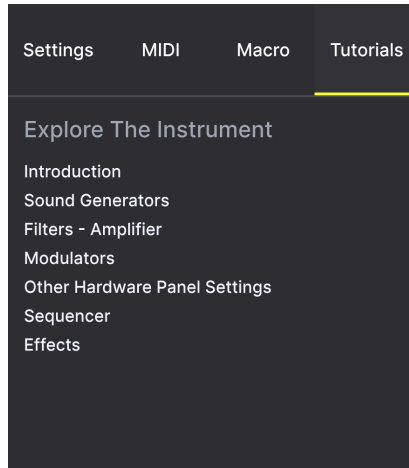 Settings MIDI Macro Tutorials
Explore The Instrument
Introduction
Sound Generators
Filters - Amplifier
Modulators
Other Hardware Panel Settings
Sequencer
Effects